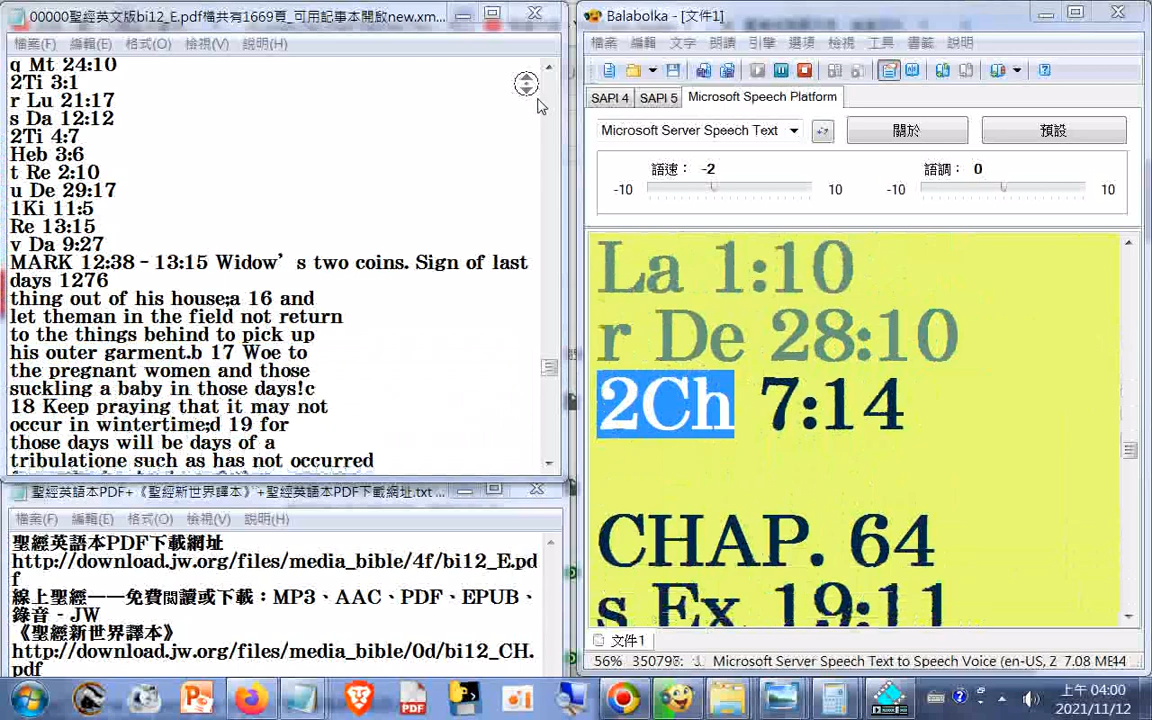 00000聖經英文版bi12_E.pdf檔共有1669頁_可用記事本開啟new.xm...
檔案(F) 編輯(E) 格式(O) 檢視(V) 說明(H)
q Mt 24:10
2Ti 3:1
r Lu 21:17
s Da 12:12
2Ti 4:7
Heb 3:6
t Re 2:10
u De 29:17
1Ki 11:5
Re 13:15
v Da 9:27
MARK 12:38–13:15 Widow’s two coins. Sign of last
days 1276
thing out of his house;a 16 and
let theman in the field not return
to the things behind to pick up
his outer garment.b 17 Woe to
the pregnant women and those
suckling a baby in those days!c
18 Keep praying that it may not
occur in wintertime;d 19 for
those days will be days of a
tribulatione such as has not occurred
聖經英語本PDF+《聖經新世界譯本》+聖經英語本PDF下載網址.txt ...
檔案(F) 編輯(E) 格式(O) 檢視(V) 說明(H)
聖經英語本PDF下載網址
http://download.jw.org/files/media_bible/4f/bi12_E.pd
f
線上聖經——免費閱讀或下載：MP3、AAC、PDF、EPUB、
錄音 - JW
《聖經新世界譯本》
http://download.jw.org/files/media_bible/0d/bi12_CH.
pdf
Balabolka - [文件1]
檔案 編輯 文字 朗讀 引擎 選項 檢視 工具 書籤 說明
SAPI 4 SAPI 5 Microsoft Speech Platform
Microsoft Server Speech Text 關於 預設
語速： -2 語調： 0
-10 10 -10 10
La 1:10
r De 28:10
2Ch 7:14
CHAP. 64
s Ex 19:11
文件1
56% Microsoft Server Speech Text to Speech Voice (en-US, Z 7.08 ME44
PDF
上午 04:00
2021/11/12